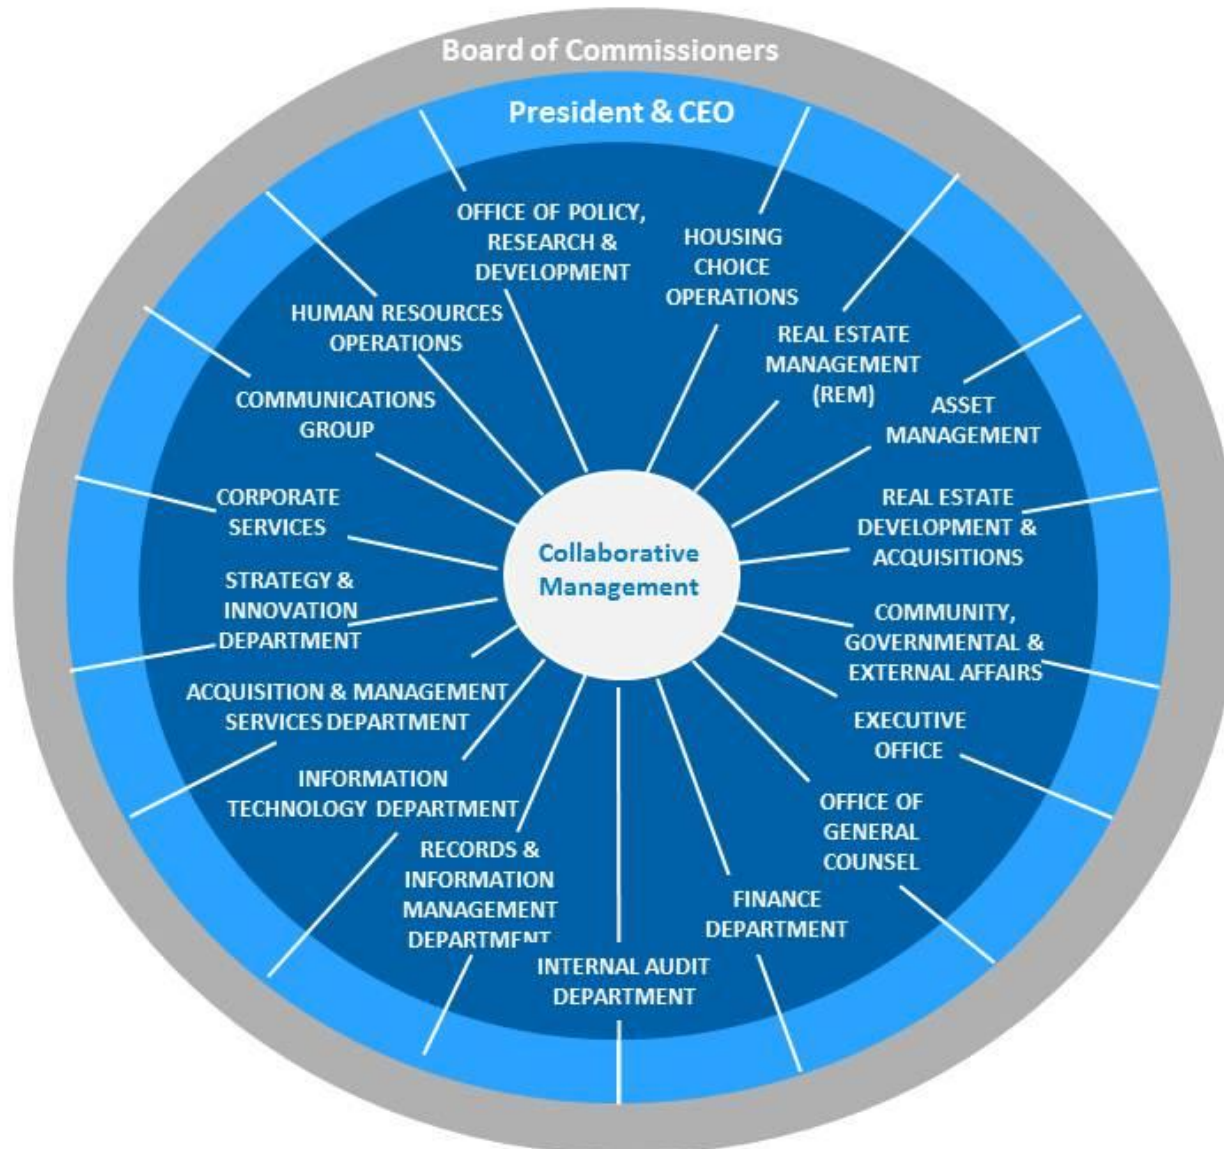 Board of Commissioners
President & CEO
OFFICE OF POLICY,
RESEARCH &
DEVELOPMENT
HOUSING
CHOICE
OPERATIONS
HUMAN RESOURCES
OPERATIONS
REAL ESTATE
MANAGEMENT
(REM)
COMMUNICATIONS
GROUP
ASSET
MANAGEMENT
CORPORATE
SERVICES
REAL ESTATE
DEVELOPMENT &
ACQUISITIONS
Collaborative
Management
STRATEGY &
INNOVATION
DEPARTMENT
COMMUNITY,
GOVERNMENTAL &
EXTERNAL AFFAIRS
ACQUISITION & MANAGEMENT
SERVICES DEPARTMENT
EXECUTIVE
OFFICE
INFORMATION
TECHNOLOGY DEPARTMENT
OFFICE OF
GENERAL
COUNSEL
RECORDS &
INFORMATION
MANAGEMENT
DEPARTMENT
FINANCE
DEPARTMENT
INTERNAL AUDIT
DEPARTMENT